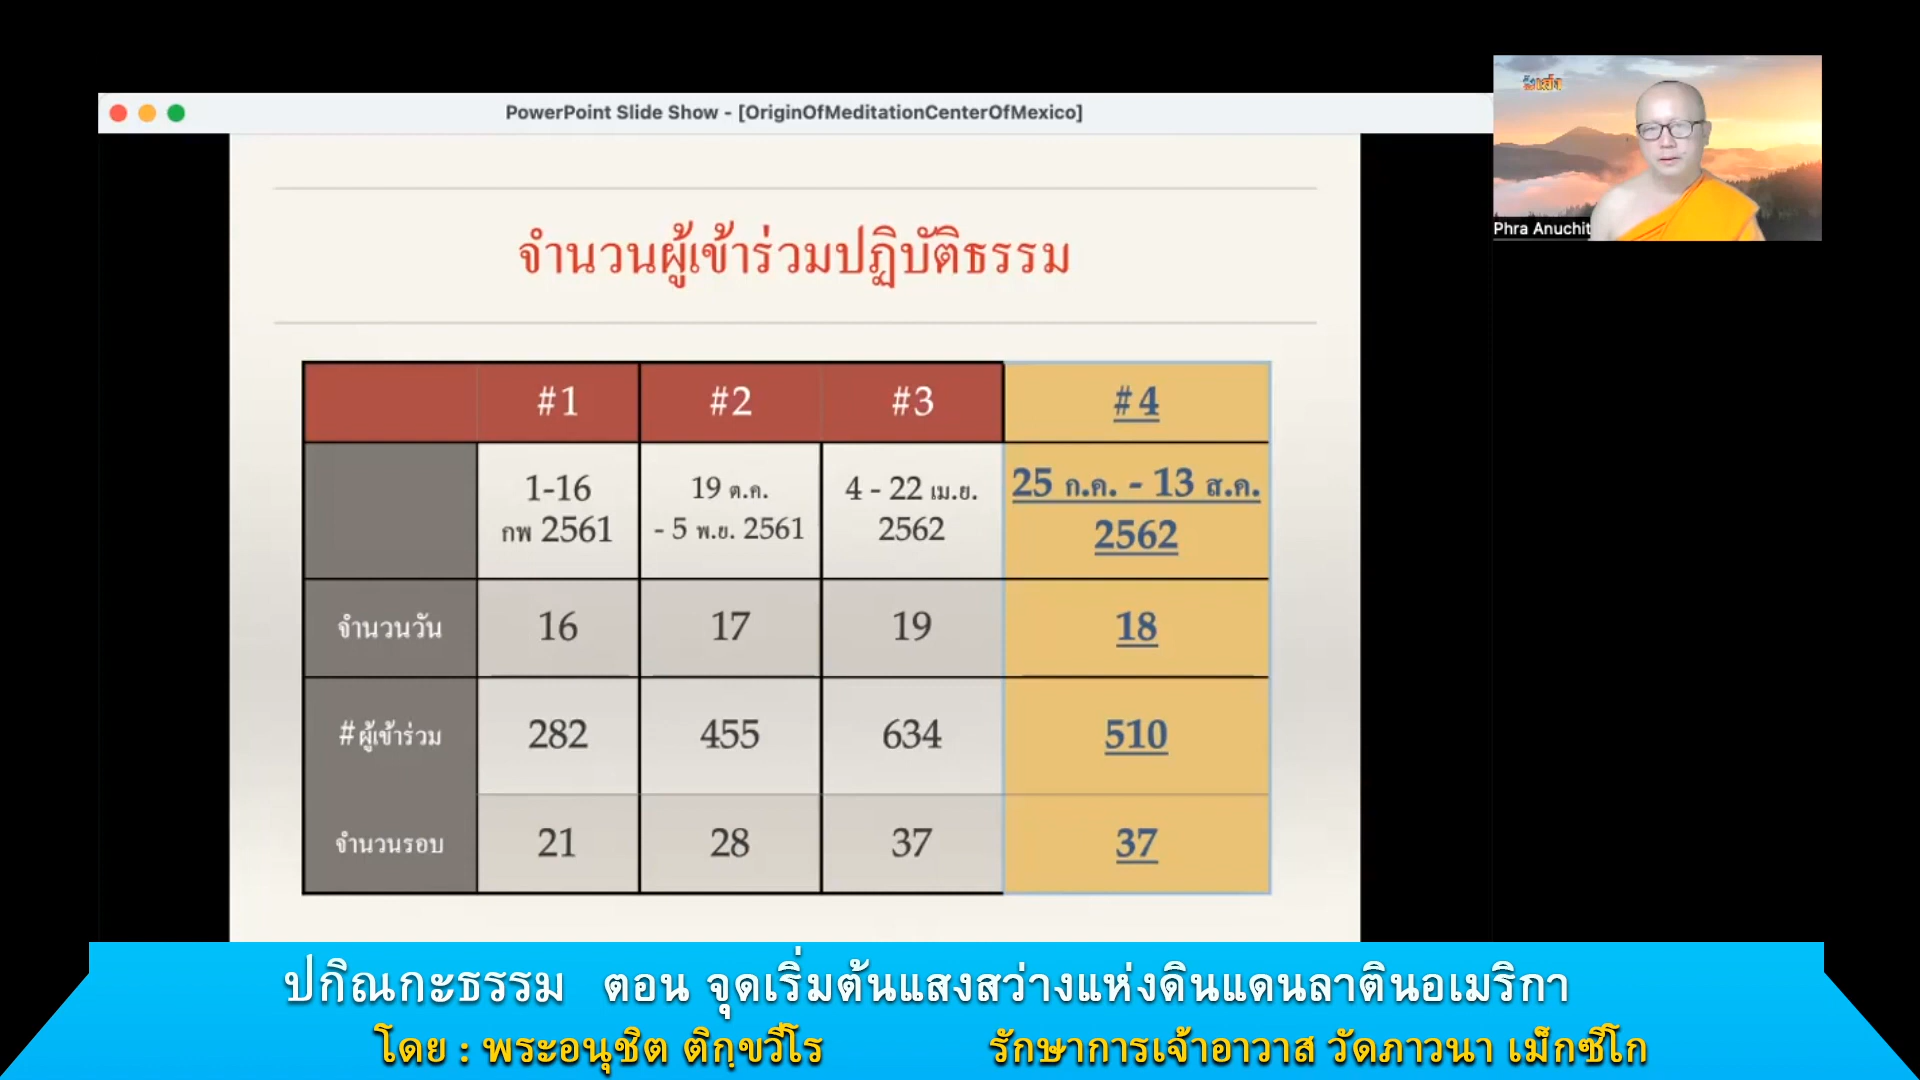 PowerPoint Slide Show - [OriginOfMeditationCenterOfMexico]
Phra Anuchit
จำนวนผู้เข้าร่วมปฏิบัติธรรม
#1 #2 #3 #4
1-16 กพ 2561
19 ต.ค. - 5 พ.ย. 2561
4 - 22 เม.ย. 2562
25 ก.ค. - 13 ส.ค. 2562
จำนวนวัน 16 17 19 18
#ผู้เข้าร่วม 282 455 634 510
จำนวนรอบ 21 28 37 37
ปกิณกะธรรม ตอน จุดเริ่มต้นแสงสว่างแห่งดินแดนลาตินอเมริกา
โดย : พระอนุชิต ติกฺขวีโร รักษาการเจ้าอาวาส วัดภาวนา เม็กซีโก